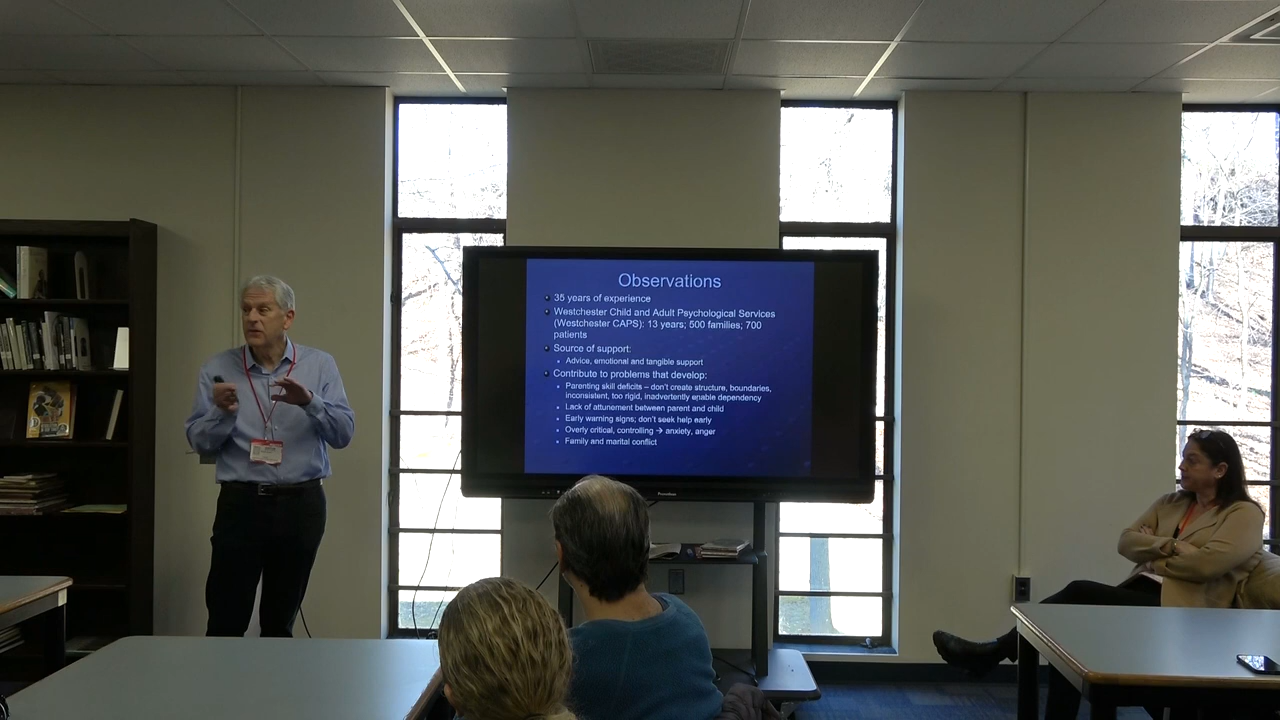 Observations
35 years of experience
Westchester Child and Adult Psychological Services
(Westchester CAPS): 13 years; 500 families; 700
patients
Source of support:
Advice, emotional and tangible support
Contribute to problems that develop:
Parenting skill deficits – don't create structure, boundaries,
inconsistent, too rigid, inadvertently enable dependency
Lack of attunement between parent and child
Early warning signs; don't seek help early
Overly critical, controlling → anxiety, anger
Family and marital conflict